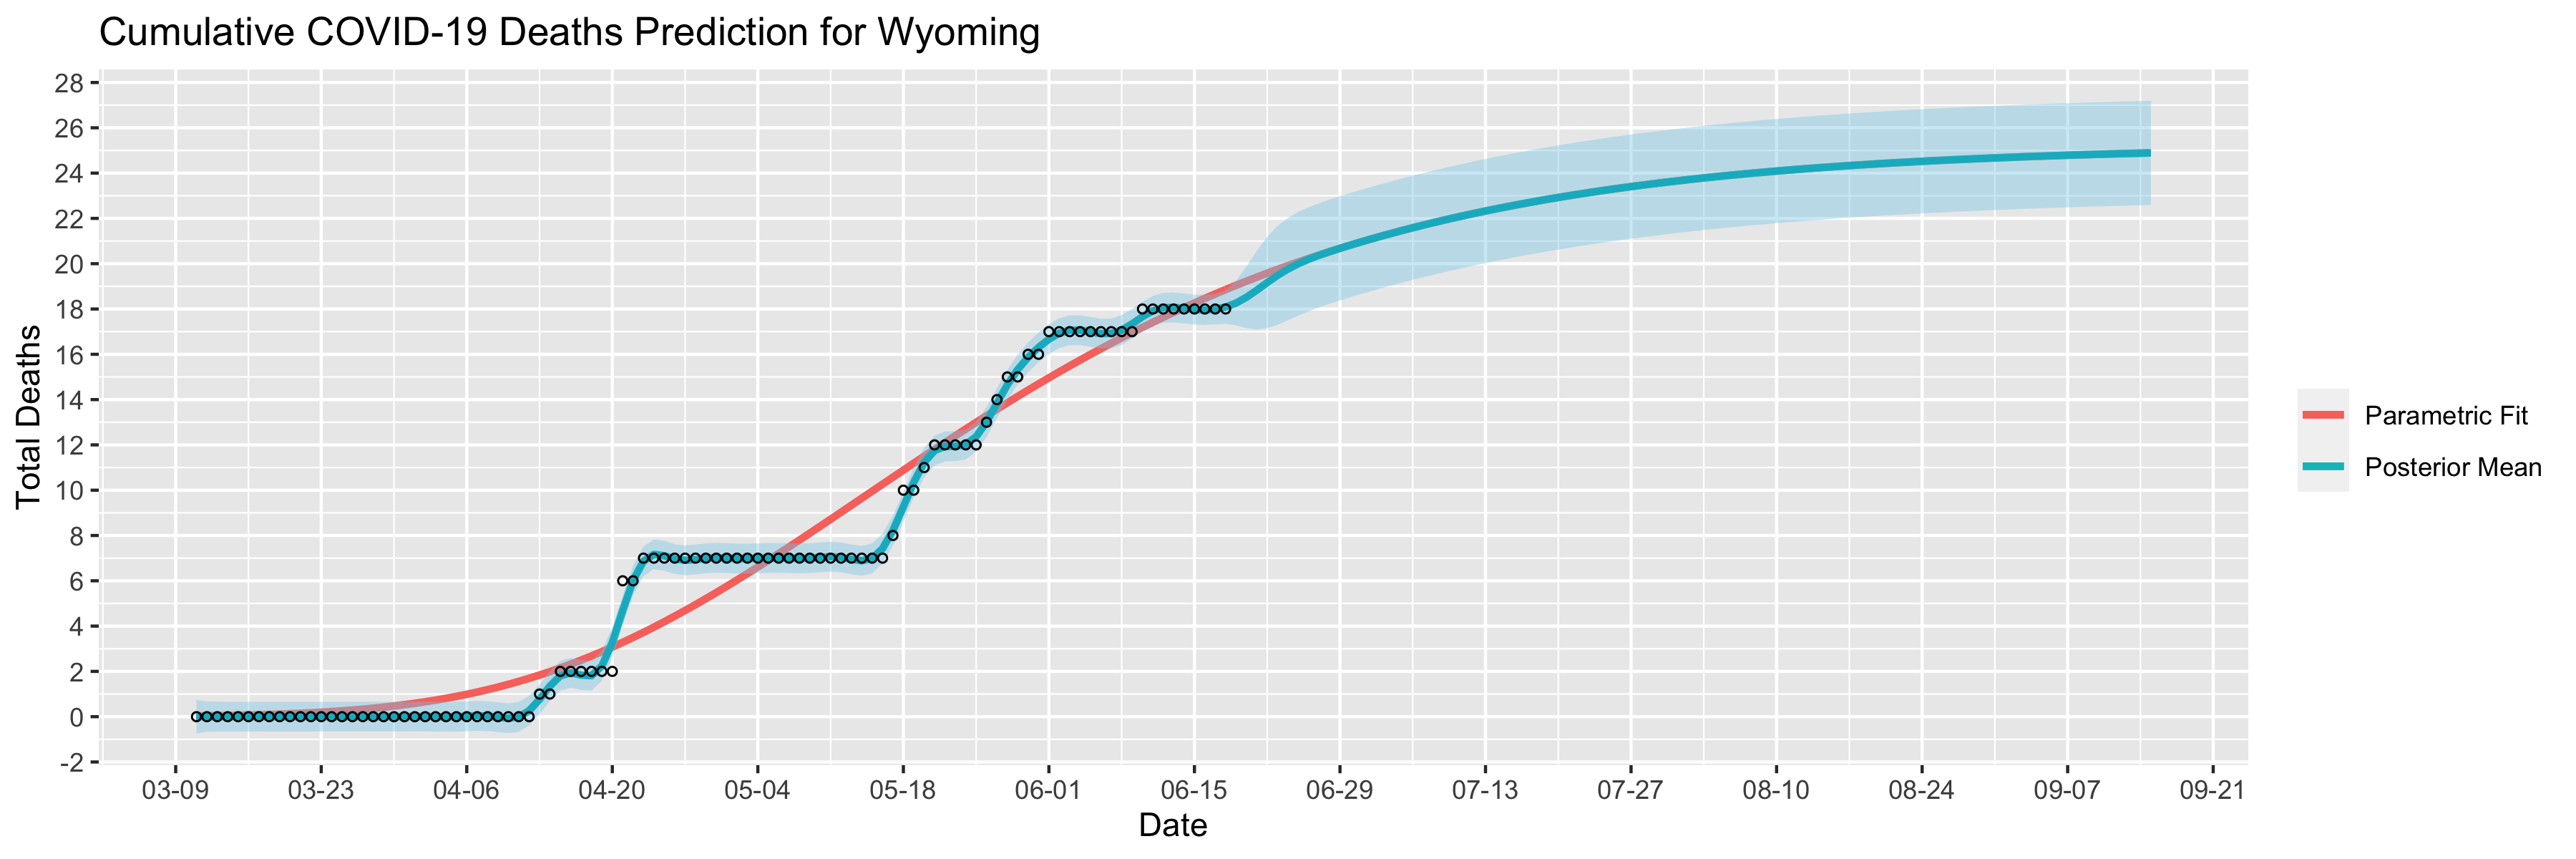 Cumulative COVID-19 Deaths Prediction for Wyoming
28
26
24
22
20
18
16
14
12
10
8
6
4
2
0
-2
Total Deaths
03-09 03-23 04-06 04-20 05-04 05-18 06-01 06-15 06-29 07-13 07-27 08-10 08-24 09-07 09-21
Date
Parametric Fit
Posterior Mean